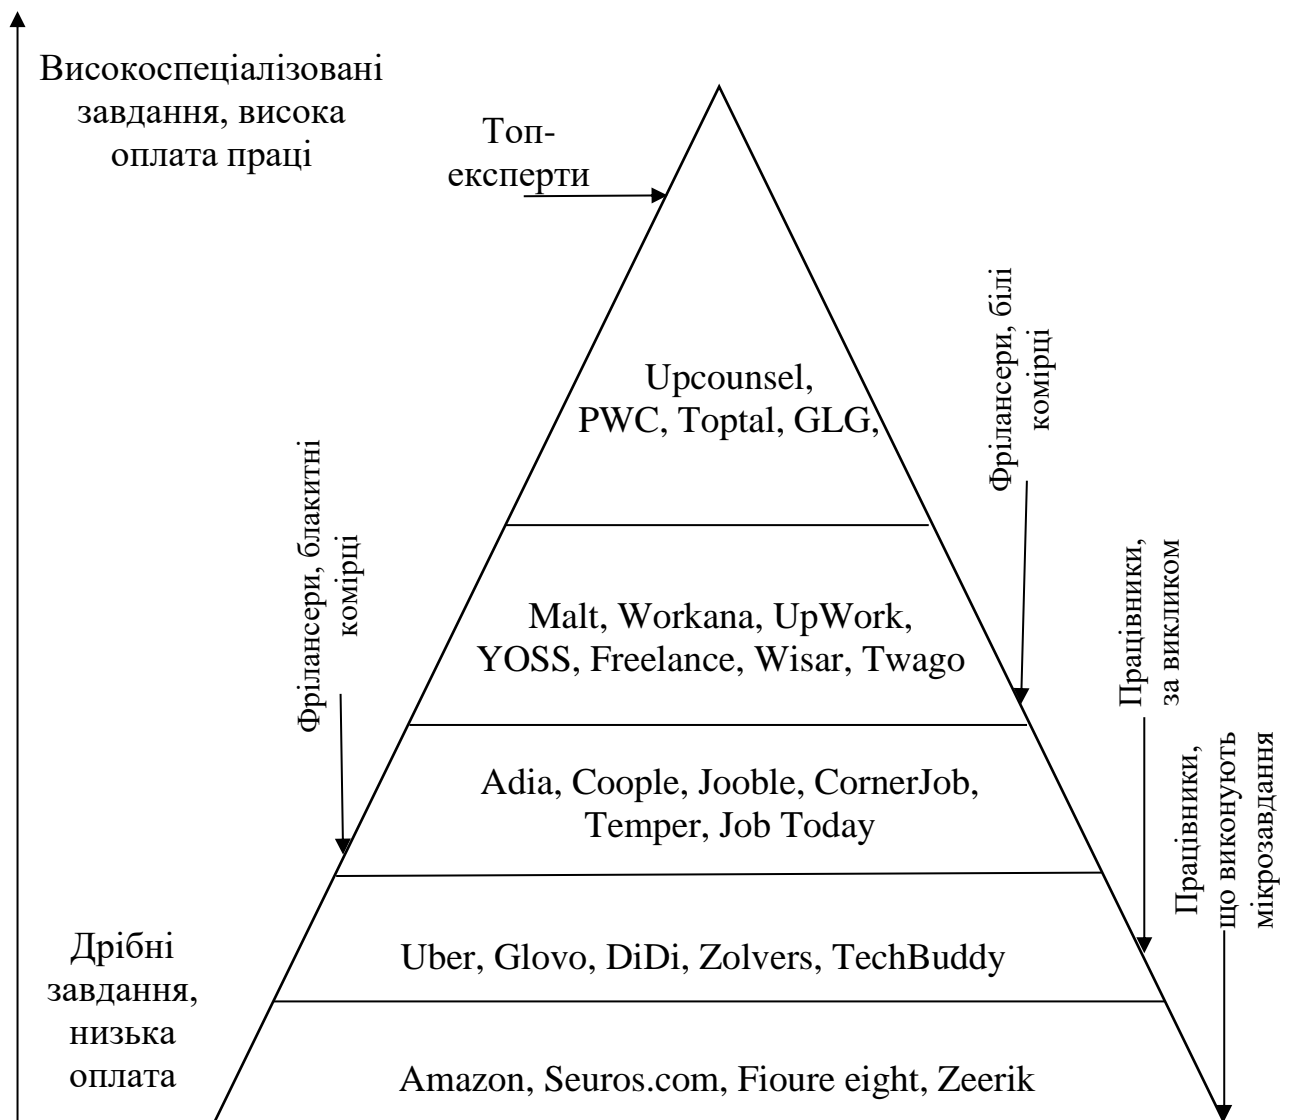 Високоспеціалізовані
завдання, висока
оплата праці
Топ-
експерти
Фрілансери, білі
комірці
Upcounsel,
PWC, Toptal, GLG,
Фрілансери, блакитні
комірці
Працівники,
за викликом
Malt, Workana, UpWork,
YOSS, Freelance, Wisar, Twago
Працівники,
що виконують
мікрозавдання
Adia, Coople, Jooble, CornerJob,
Temper, Job Today
Дрібні
завдання,
низька
оплата
Uber, Glovo, DiDi, Zolvers, TechBuddy
Amazon, Seuros.com, Fioure eight, Zeerik